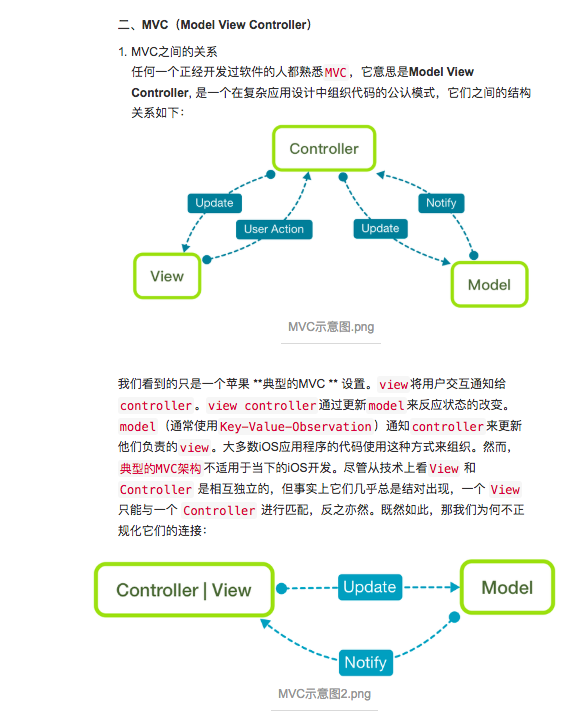 二、MVC（Model View Controller）
1. MVC之间的关系
任何一个正经开发过软件的人都熟悉MVC，它意思是Model View
Controller, 是一个在复杂应用设计中组织代码的公认模式，它们之间的结构
关系如下：
Controller
Update
Notify
User Action
Update
View
Model
MVC示意图.png
我们看到的只是一个苹果 **典型的MVC ** 设置。view将用户交互通知给
controller。view controller通过更新model来反应状态的改变。
model（通常使用Key-Value-Observation）通知controller来更新
他们负责的view。大多数iOS应用程序的代码使用这种方式来组织。然而，
典型的MVC架构不适用于当下的iOS开发。尽管从技术上看View 和
Controller 是相互独立的，但事实上它们几乎总是结对出现，一个 View
只能与一个 Controller 进行匹配，反之亦然。既然如此，那我们为何不正
规化它们的连接：
Controller | View
Update
Model
Notify
MVC示意图2.png